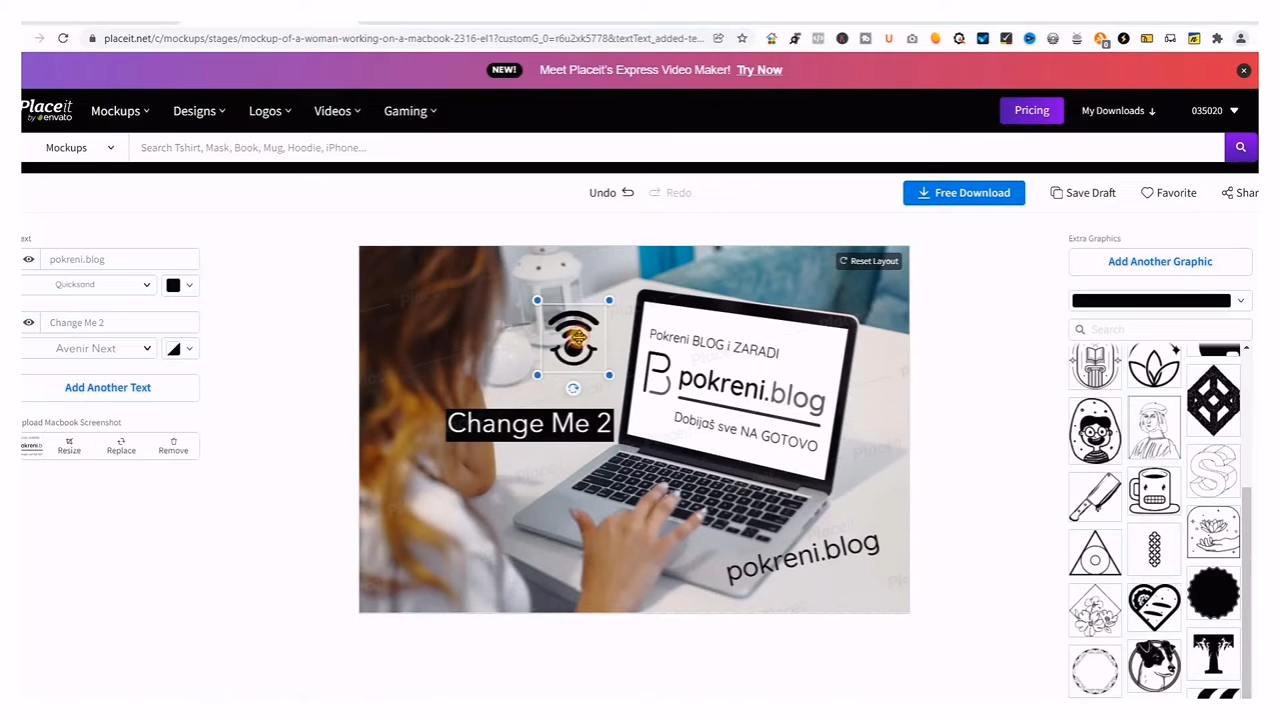 placeit.net/c/mockups/stages/mockup-of-a-woman-working-on-a-macbook-2316-el1?customG_0=r6u2xk5778&textText_added-te...
NEW! Meet Placeit's Express Video Maker! Try Now
Placeit by envato Mockups Designs Logos Videos Gaming Pricing My Downloads 035020
Mockups Search Tshirt, Mask, Book, Mug, Hoodie, iPhone...
Undo Redo Free Download Save Draft Favorite Shar
ext
pokreni.blog
Quicksand
Change Me 2
Avenir Next
Add Another Text
pload Macbook Screenshot
Resize Replace Remove
Reset Layout
Pokreni BLOG i ZARADI
pokreni.blog
Dobijaš sve NA GOTOVO
Change Me 2
pokreni.blog
Extra Graphics
Add Another Graphic
Search